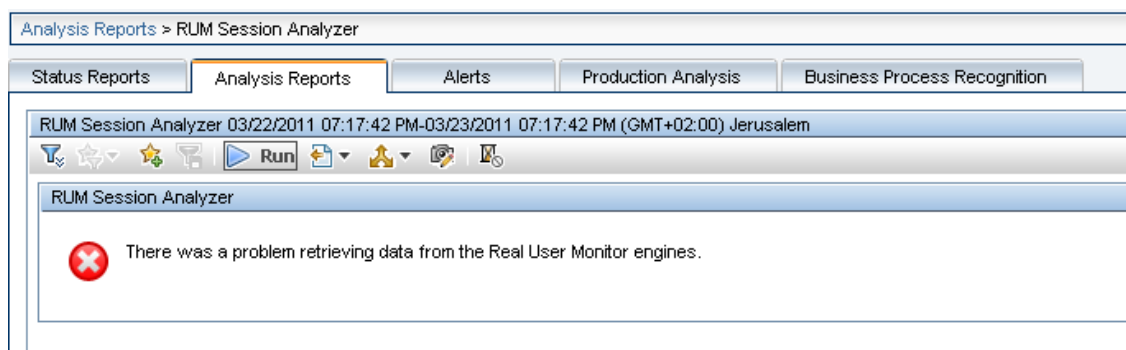 Analysis Reports > RUM Session Analyzer
Status Reports Analysis Reports Alerts Production Analysis Business Process Recognition
RUM Session Analyzer 03/22/2011 07:17:42 PM-03/23/2011 07:17:42 PM (GMT+02:00) Jerusalem
Run
RUM Session Analyzer
There was a problem retrieving data from the Real User Monitor engines.